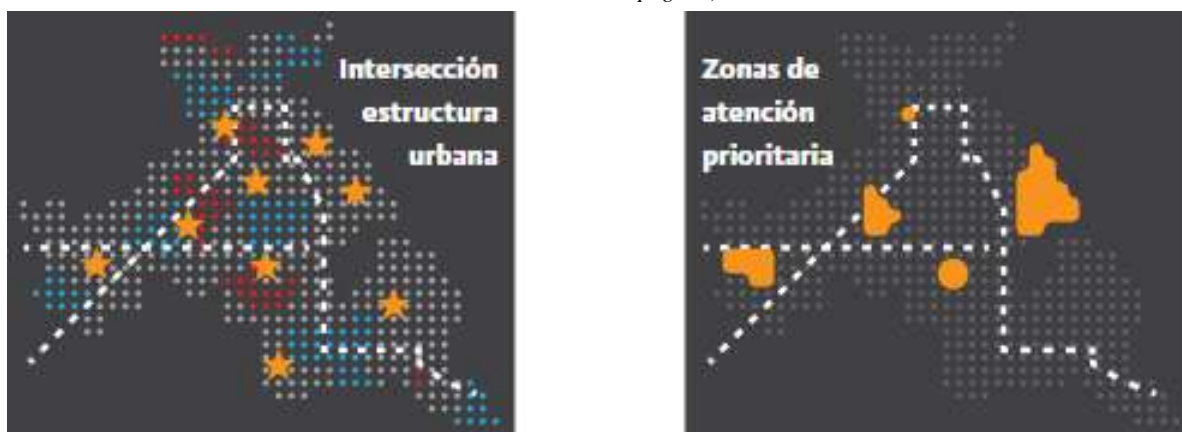 Intersección
estructura
urbana
Zonas de
atención
prioritaria